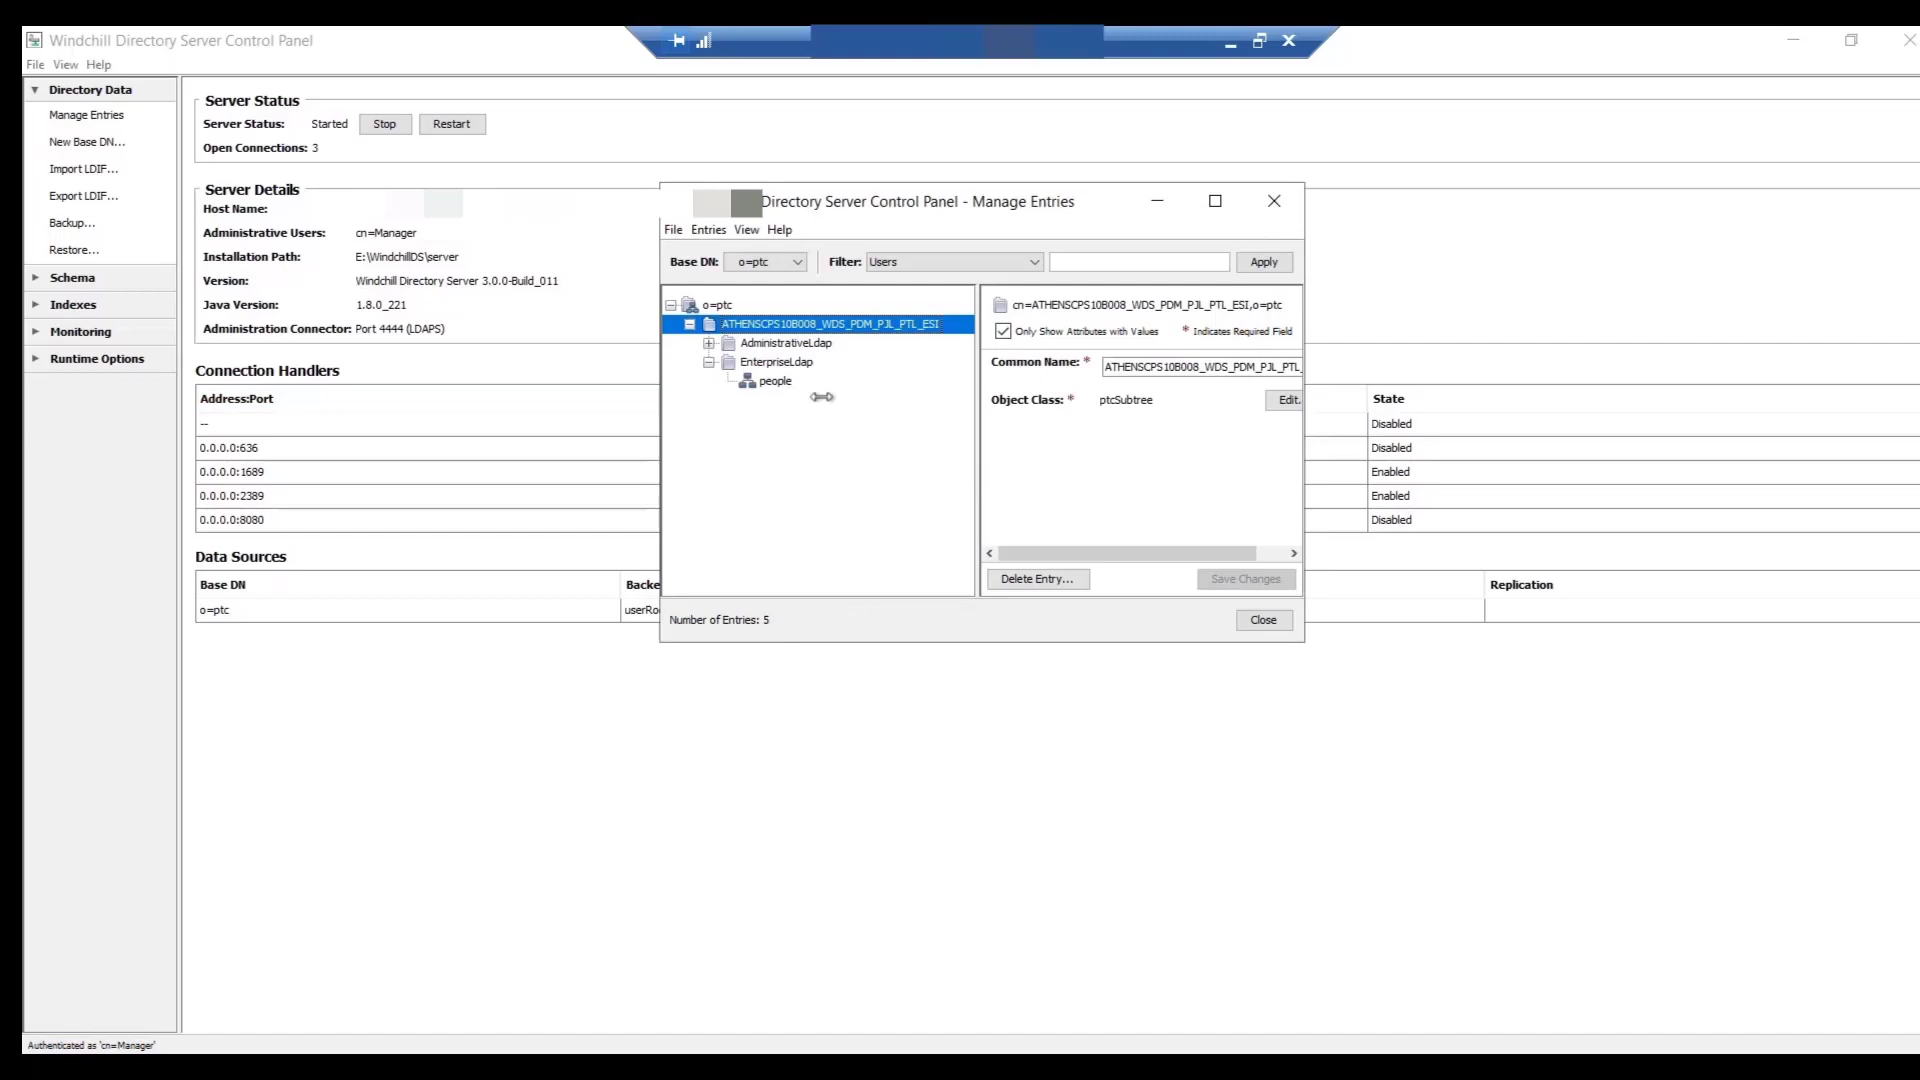 Windchill Directory Server Control Panel
File View Help
Directory Data
Manage Entries
New Base DN...
Import LDIF...
Export LDIF...
Backup...
Restore...
Schema
Indexes
Monitoring
Runtime Options
Server Status
Server Status: Started Stop Restart
Open Connections: 3
Server Details
Host Name:
Administrative Users: cn=Manager
Installation Path: E:\WindchillDS\server
Version: Windchill Directory Server 3.0.0-Build_011
Java Version: 1.8.0_221
Administration Connector: Port 4444 (LDAPS)
Connection Handlers
Address:Port State
-- Disabled
0.0.0.0:636 Disabled
0.0.0.0:1689 Enabled
0.0.0.0:2389 Enabled
0.0.0.0:8080 Disabled
Data Sources
Base DN Backe Replication
o=ptc userRo
Directory Server Control Panel - Manage Entries
File Entries View Help
Base DN: o=ptc Filter: Users Apply
o=ptc
ATHENSCPS10B008_WDS_PDM_PJL_PTL_ESI
AdministrativeLdap
EnterpriseLdap
people
cn=ATHENSCPS10B008_WDS_PDM_PJL_PTL_ESI,o=ptc
Only Show Attributes with Values * Indicates Required Field
Common Name: * ATHENSCPS10B008_WDS_PDM_PJL_PTL_
Object Class: * ptcSubtree Edit.
Delete Entry... Save Changes
Number of Entries: 5 Close
Authenticated as 'cn=Manager'